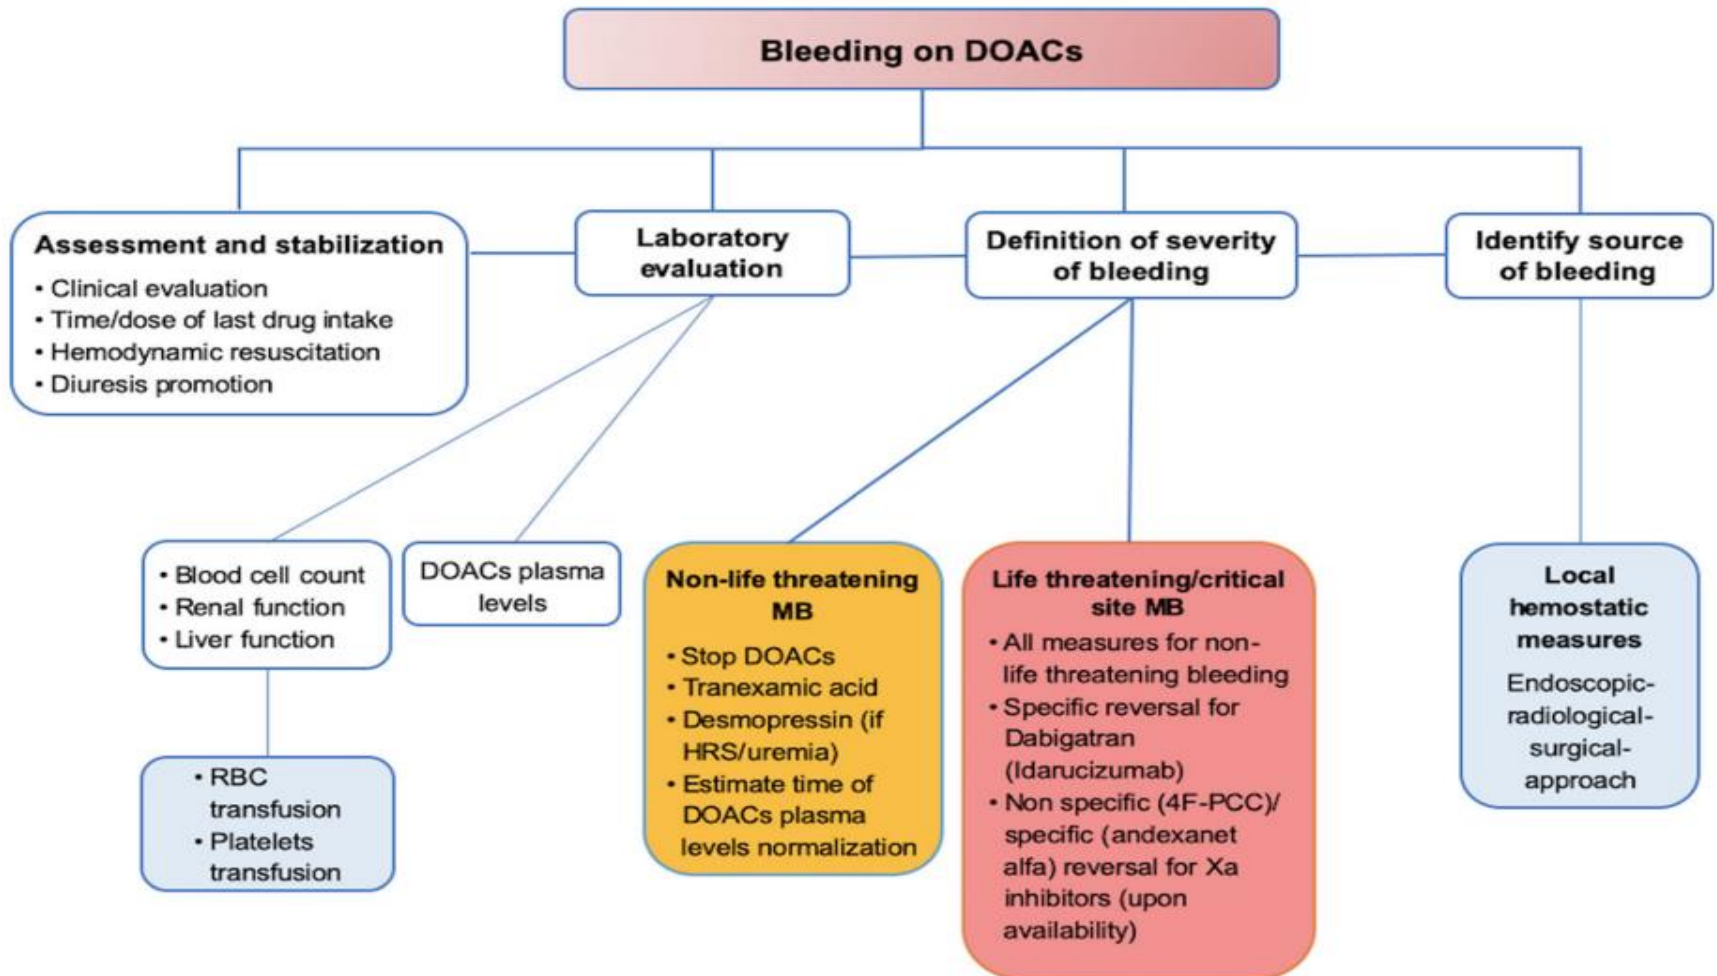 Bleeding on DOACs
Assessment and stabilization
• Clinical evaluation
• Time/dose of last drug intake
• Hemodynamic resuscitation
• Diuresis promotion
Laboratory
evaluation
Definition of severity
of bleeding
Identify source
of bleeding
• Blood cell count
• Renal function
• Liver function
DOACs plasma
levels
• RBC
transfusion
• Platelets
transfusion
Non-life threatening
MB
• Stop DOACs
• Tranexamic acid
• Desmopressin (if
HRS/uremia)
• Estimate time of
DOACs plasma
levels normalization
Life threatening/critical
site MB
• All measures for non-
life threatening bleeding
• Specific reversal for
Dabigatran
(Idarucizumab)
• Non specific (4F-PCC)/
specific (andexanet
alfa) reversal for Xa
inhibitors (upon
availability)
Local
hemostatic
measures
Endoscopic-
radiological-
surgical-
approach